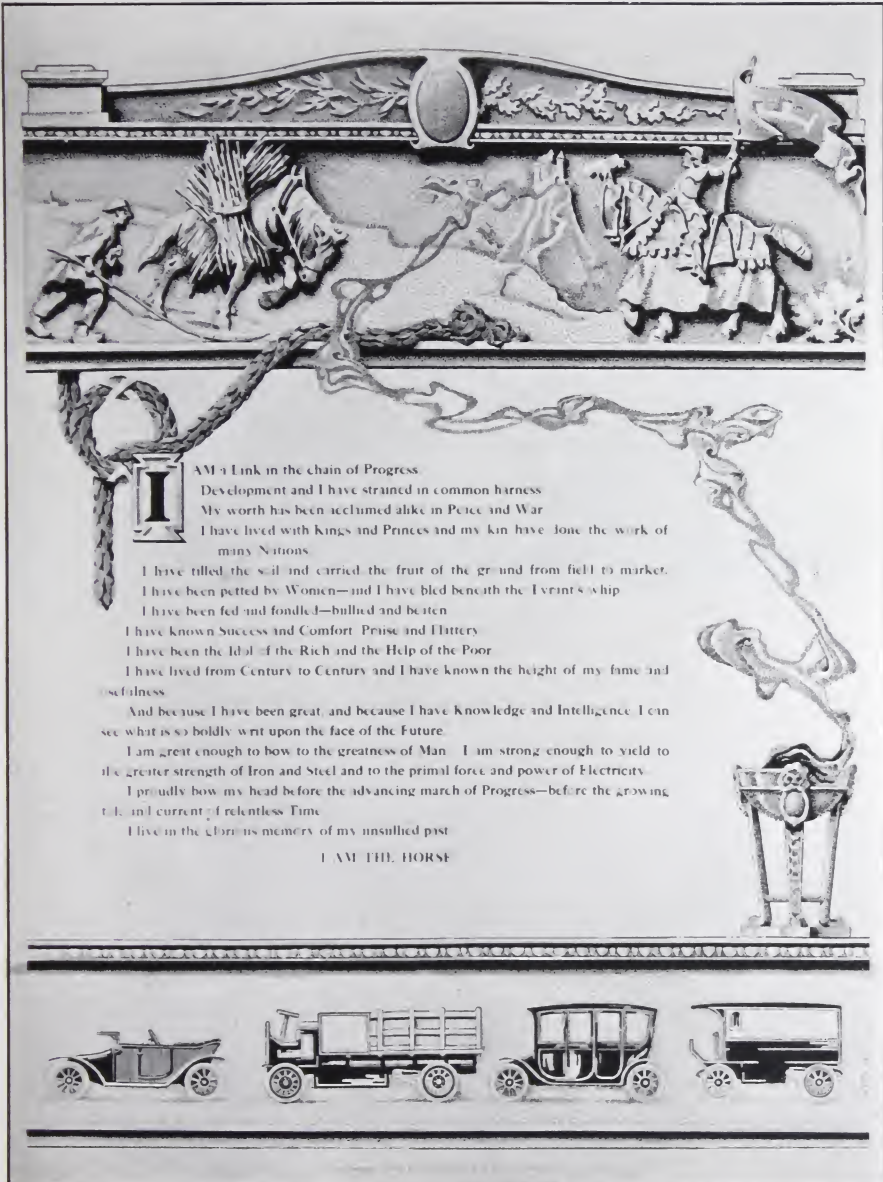 I AM a Link in the chain of Progress
Development and I have strained in common harness
My worth has been acclaimed alike in Peace and War
I have lived with Kings and Princes and my kin have done the work of
many Nations
I have tilled the soil and carried the fruit of the ground from field to market.
I have been petted by Women—and I have bled beneath the Tyrant's whip
I have been fed and fondled—bullied and beaten
I have known Success and Comfort Praise and Flattery
I have been the Idol of the Rich and the Help of the Poor
I have lived from Century to Century and I have known the height of my fame and
usefulness
And because I have been great, and because I have Knowledge and Intelligence I can
see what is so boldly writ upon the face of the Future
I am great enough to bow to the greatness of Man I am strong enough to yield to
the greater strength of Iron and Steel and to the primal force and power of Electricity
I proudly bow my head before the advancing march of Progress—before the growing
tide and current of relentless Time
I live in the glorious memory of my unsullied past
I AM THE HORSE